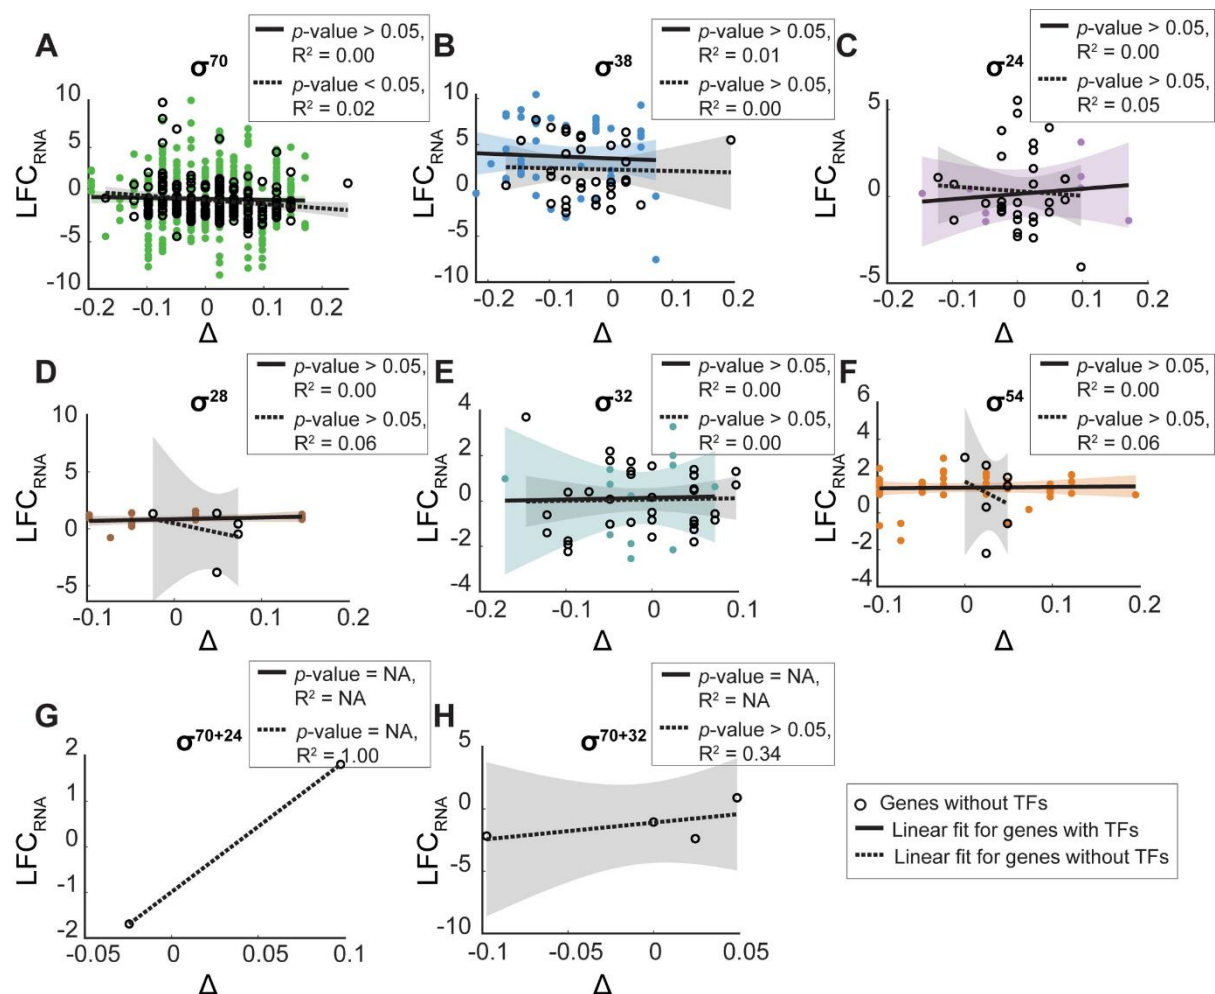 A
σ70
p-value > 0.05,
R2 = 0.00
p-value < 0.05,
R2 = 0.02
LFCRNA
10
5
0
-5
-10
-0.2
-0.1
0
0.1
0.2
Δ
B
σ38
p-value > 0.05,
R2 = 0.01
p-value > 0.05,
R2 = 0.00
LFCRNA
10
5
0
-5
-10
-0.2
-0.1
0
0.1
0.2
Δ
C
σ24
p-value > 0.05,
R2 = 0.00
p-value > 0.05,
R2 = 0.05
LFCRNA
5
0
-5
-0.2
-0.1
0
0.1
0.2
Δ
D
σ28
p-value > 0.05,
R2 = 0.00
p-value > 0.05,
R2 = 0.06
LFCRNA
10
5
0
-5
-0.1
0
0.1
0.2
Δ
E
σ32
p-value > 0.05,
R2 = 0.00
p-value > 0.05,
R2 = 0.00
LFCRNA
4
2
0
-2
-4
-0.2
-0.1
0
0.1
Δ
F
σ54
p-value > 0.05,
R2 = 0.00
p-value > 0.05,
R2 = 0.06
LFCRNA
6
4
2
0
-2
-4
-0.1
0
0.1
0.2
Δ
G
σ70+24
p-value = NA,
R2 = NA
p-value = NA,
R2 = 1.00
LFCRNA
2
1
0
-1
-2
-0.05
0
0.05
0.1
Δ
H
σ70+32
p-value = NA,
R2 = NA
p-value > 0.05,
R2 = 0.34
LFCRNA
5
0
-5
-10
-0.1
-0.05
0
0.05
Δ
Genes without TFs
Linear fit for genes with TFs
Linear fit for genes without TFs